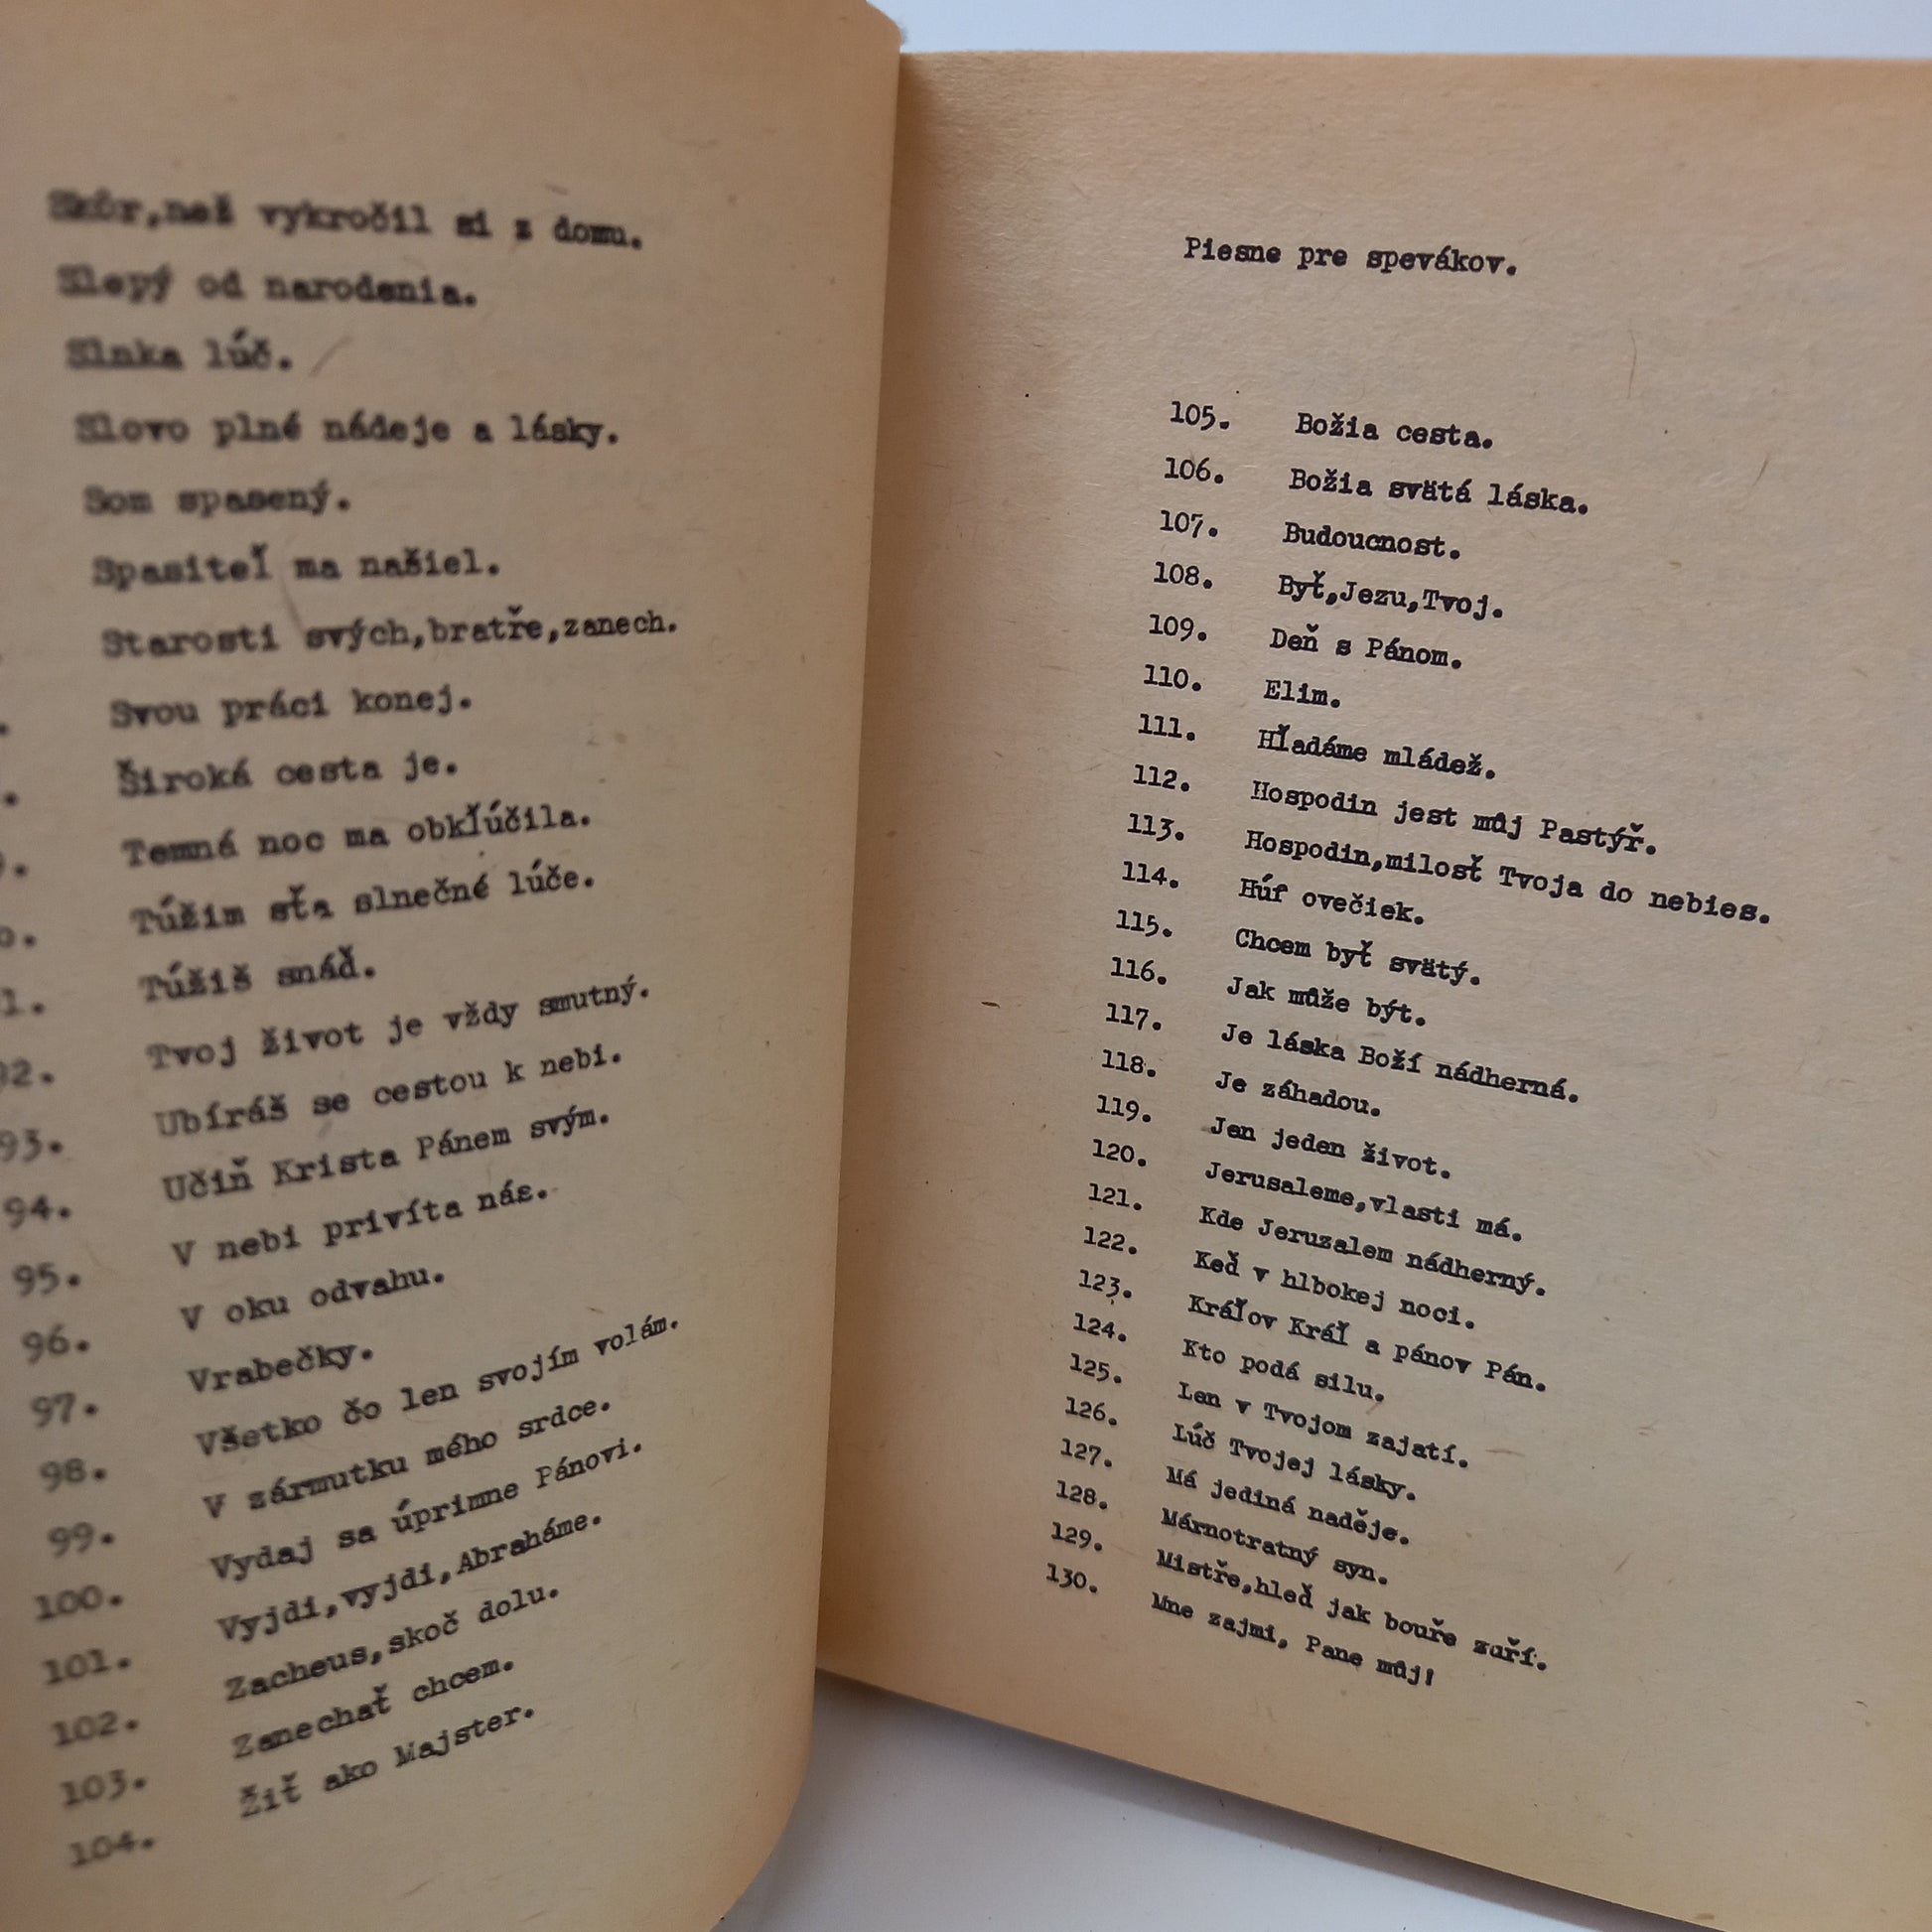 Skôr,než vykročil si z domu.
Slepý od narodenia.
Slnka lúč.
Slovo plné nádeje a lásky.
Som spasený.
Spasiteľ ma našiel.
Starosti svých,bratře,zanech.
Svou práci konej.
Široká cesta je.
9. Temná noc ma obkľúčila.
0. Túžim sťa slnečné lúče.
1. Túžiš snáď.
92. Tvoj život je vždy smutný.
93. Ubíráš se cestou k nebi.
94. Učiň Krista Pánem svým.
95. V nebi privíta nás.
96. V oku odvahu.
97. Vrabečky.
98. Všetko čo len svojím volám.
99. V zármutku mého srdce.
100. Vydaj sa úprimne Pánovi.
101. Vyjdi,vyjdi,Abraháme.
102. Zacheus,skoč dolu.
103. Zanechať chcem.
104. Žiť ako Majster.
Piesne pre spevákov.
105. Božia cesta.
106. Božia svätá láska.
107. Budoucnost.
108. Byť,Jezu,Tvoj.
109. Deň s Pánom.
110. Elim.
111. Hľadáme mládež.
112. Hospodin jest můj Pastýř.
113. Hospodin,milosť Tvoja do nebies.
114. Húf ovečiek.
115. Chcem byť svätý.
116. Jak může být.
117. Je láska Boží nádherná.
118. Je záhadou.
119. Jen jeden život.
120. Jerusaleme,vlasti má.
121. Kde Jeruzalem nádherný.
122. Keď v hlbokej noci.
123. Kráľov Kráľ a pánov Pán.
124. Kto podá silu.
125. Len v Tvojom zajatí.
126. Lúč Tvojej lásky.
127. Má jediná naděje.
128. Márnotratný syn.
129. Mistře,hleď jak bouře zuří.
130. Mne zajmi, Pane můj!